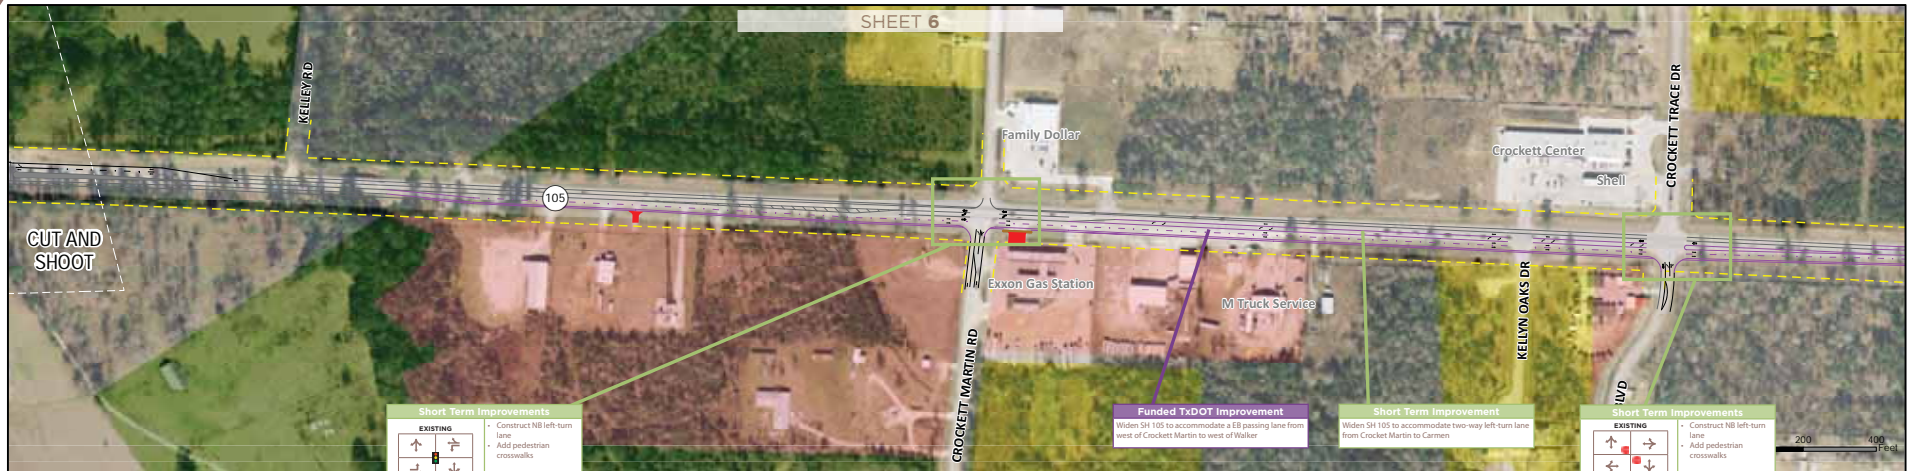 SHEET 6
KELLEY RD
CROCKETT TRACE DR
Family Dollar
Crockett Center
Shell
105
CUT AND
SHOOT
Exxon Gas Station
M Truck Service
KELLYN OAKS DR
CROCKETT MARTIN RD
BLVD
Short Term Improvements
EXISTING
• Construct NB left-turn
lane
• Add pedestrian
crosswalks
Funded TxDOT Improvement
Widen SH 105 to accommodate a EB passing lane from
west of Crockett Martin to west of Walker
Short Term Improvement
Widen SH 105 to accommodate two-way left-turn lane
from Crocket Martin to Carmen
Short Term Improvements
EXISTING
• Construct NB left-turn
lane
• Add pedestrian
crosswalks
200 400
Feet